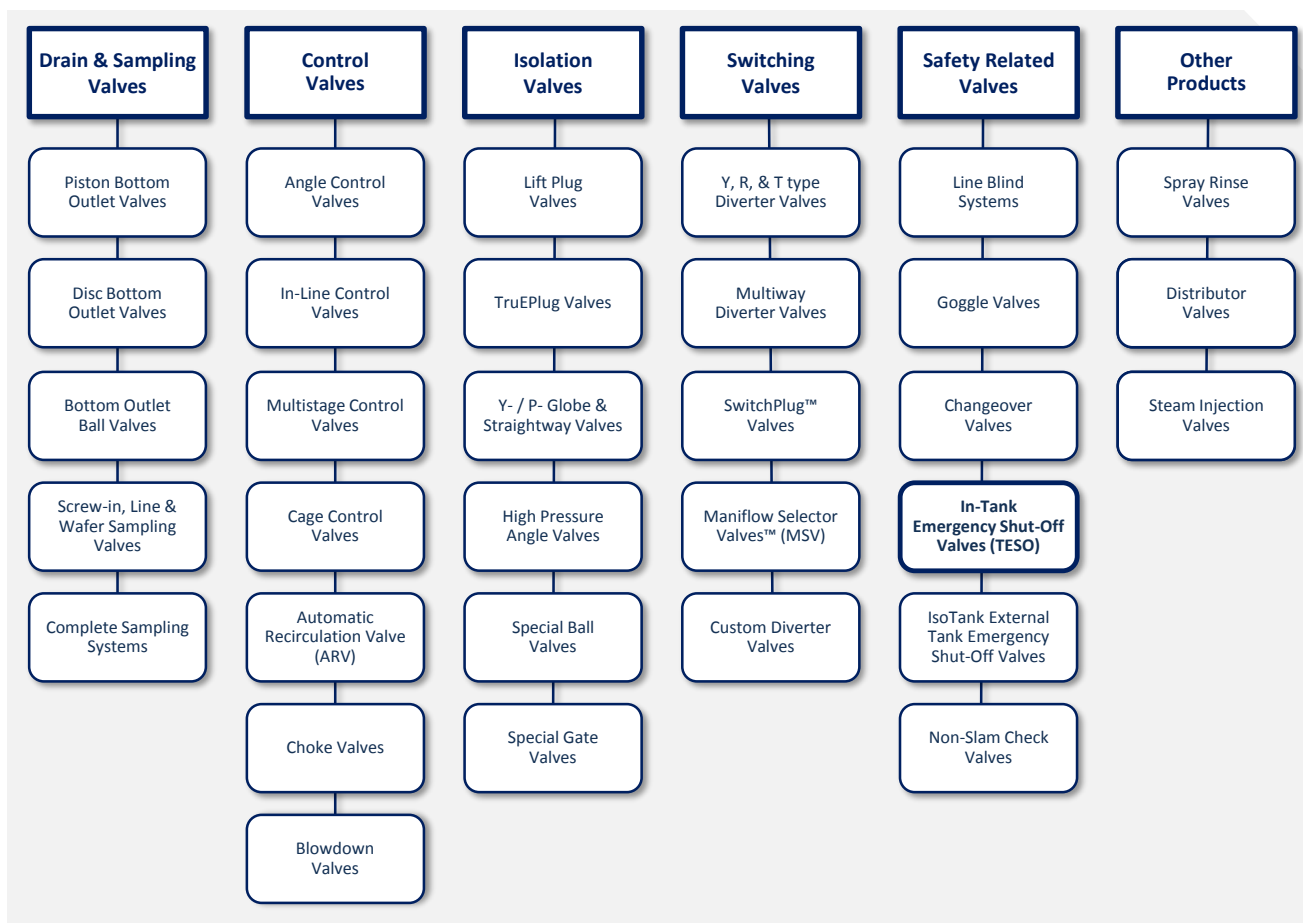 Drain & Sampling
Valves
Piston Bottom
Outlet Valves
Disc Bottom
Outlet Valves
Bottom Outlet
Ball Valves
Screw-in, Line &
Wafer Sampling
Valves
Complete Sampling
Systems
Control
Valves
Angle Control
Valves
In-Line Control
Valves
Multistage Control
Valves
Cage Control
Valves
Automatic
Recirculation Valve
(ARV)
Choke Valves
Blowdown
Valves
Isolation
Valves
Lift Plug
Valves
TruEPlug Valves
Y- / P- Globe &
Straightway Valves
High Pressure
Angle Valves
Special Ball
Valves
Special Gate
Valves
Switching
Valves
Y, R, & T type
Diverter Valves
Multiway
Diverter Valves
SwitchPlug™
Valves
Maniflow Selector
Valves™ (MSV)
Custom Diverter
Valves
Safety Related
Valves
Line Blind
Systems
Goggle Valves
Changeover
Valves
In-Tank
Emergency Shut-Off
Valves (TESO)
IsoTank External
Tank Emergency
Shut-Off Valves
Non-Slam Check
Valves
Other
Products
Spray Rinse
Valves
Distributor
Valves
Steam Injection
Valves